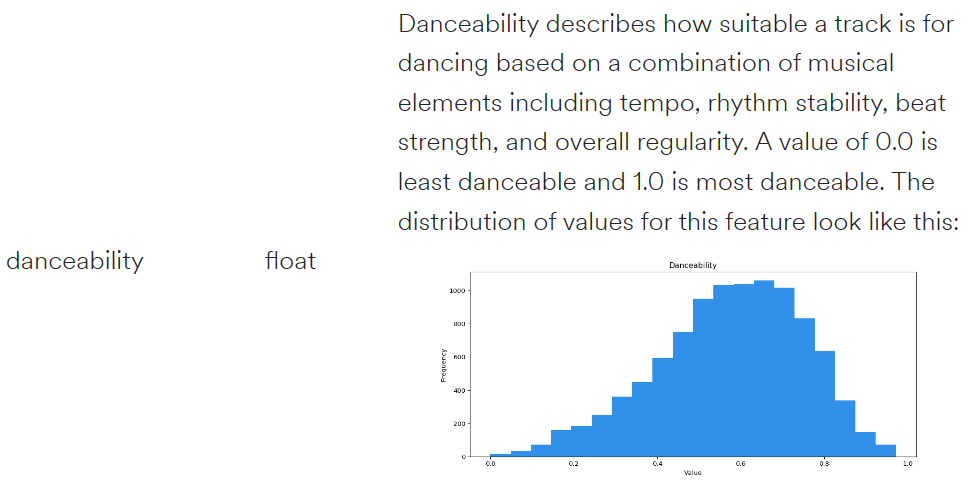 Danceability describes how suitable a track is for
dancing based on a combination of musical
elements including tempo, rhythm stability, beat
strength, and overall regularity. A value of 0.0 is
least danceable and 1.0 is most danceable. The
distribution of values for this feature look like this:
danceability float
Danceability
1000
800
600
400
200
0
Frequency
0.0 0.2 0.4 0.6 0.8 1.0
Value